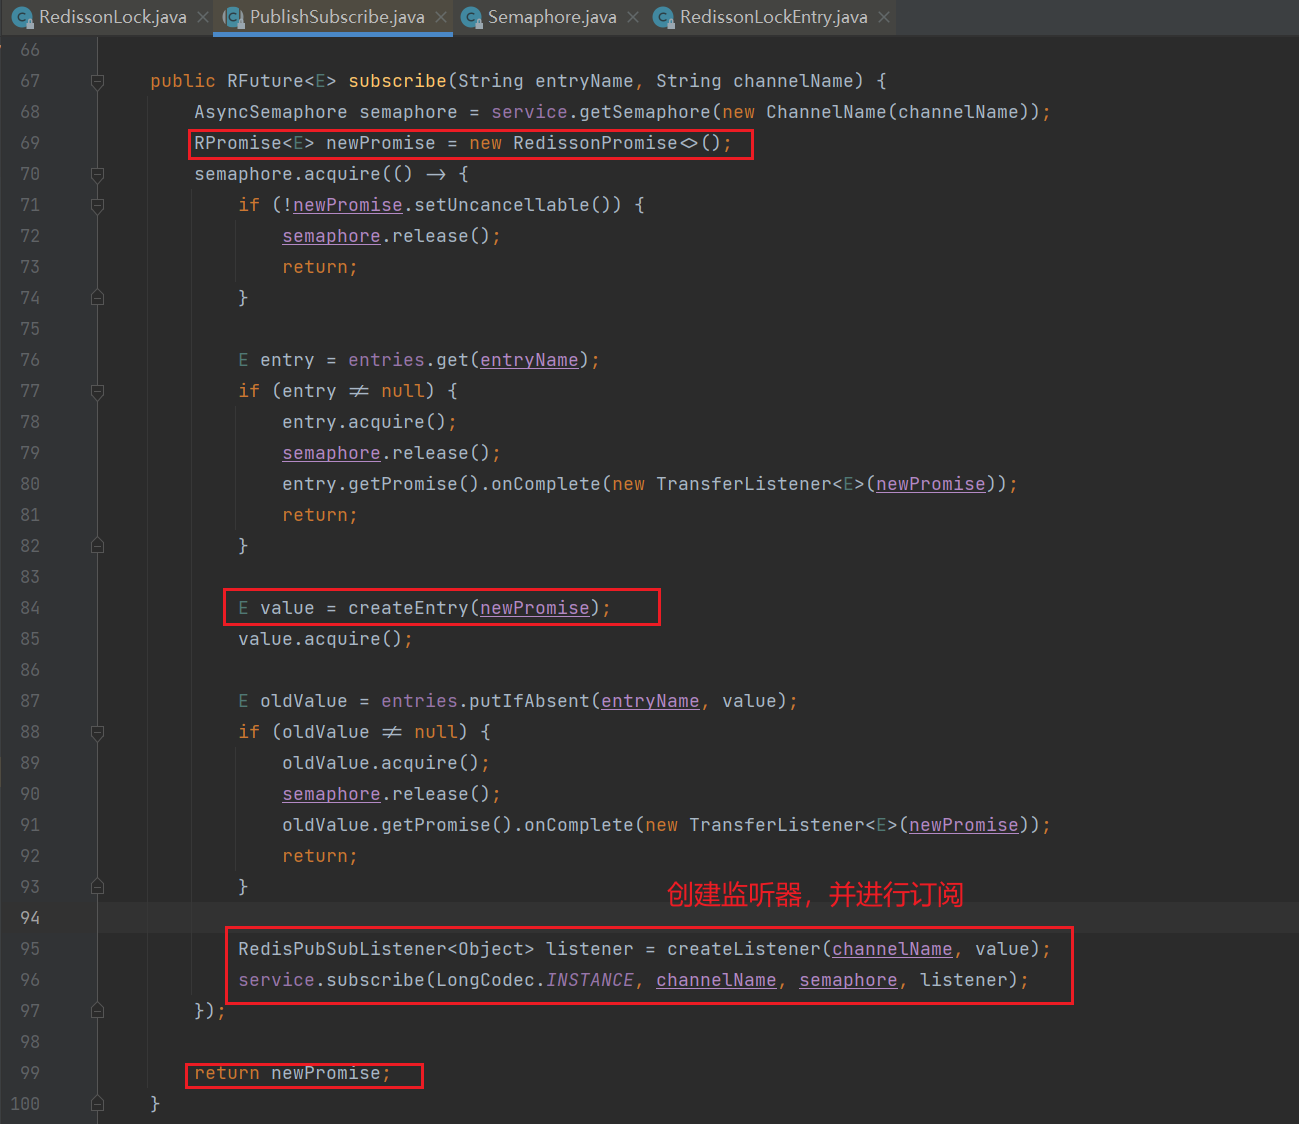 RedissonLock.java PublishSubscribe.java Semaphore.java RedissonLockEntry.java
66
67 public RFuture<E> subscribe(String entryName, String channelName) {
68 AsyncSemaphore semaphore = service.getSemaphore(new ChannelName(channelName));
69 RPromise<E> newPromise = new RedissonPromise<>();
70 semaphore.acquire(() → {
71 if (!newPromise.setUncancellable()) {
72 semaphore.release();
73 return;
74 }
75
76 E entry = entries.get(entryName);
77 if (entry ≠ null) {
78 entry.acquire();
79 semaphore.release();
80 entry.getPromise().onComplete(new TransferListener<E>(newPromise));
81 return;
82 }
83
84 E value = createEntry(newPromise);
85 value.acquire();
86
87 E oldValue = entries.putIfAbsent(entryName, value);
88 if (oldValue ≠ null) {
89 oldValue.acquire();
90 semaphore.release();
91 oldValue.getPromise().onComplete(new TransferListener<E>(newPromise));
92 return;
93 }
创建监听器，并进行订阅
94
95 RedisPubSubListener<Object> listener = createListener(channelName, value);
96 service.subscribe(LongCodec.INSTANCE, channelName, semaphore, listener);
97 });
98
99 return newPromise;
100 }